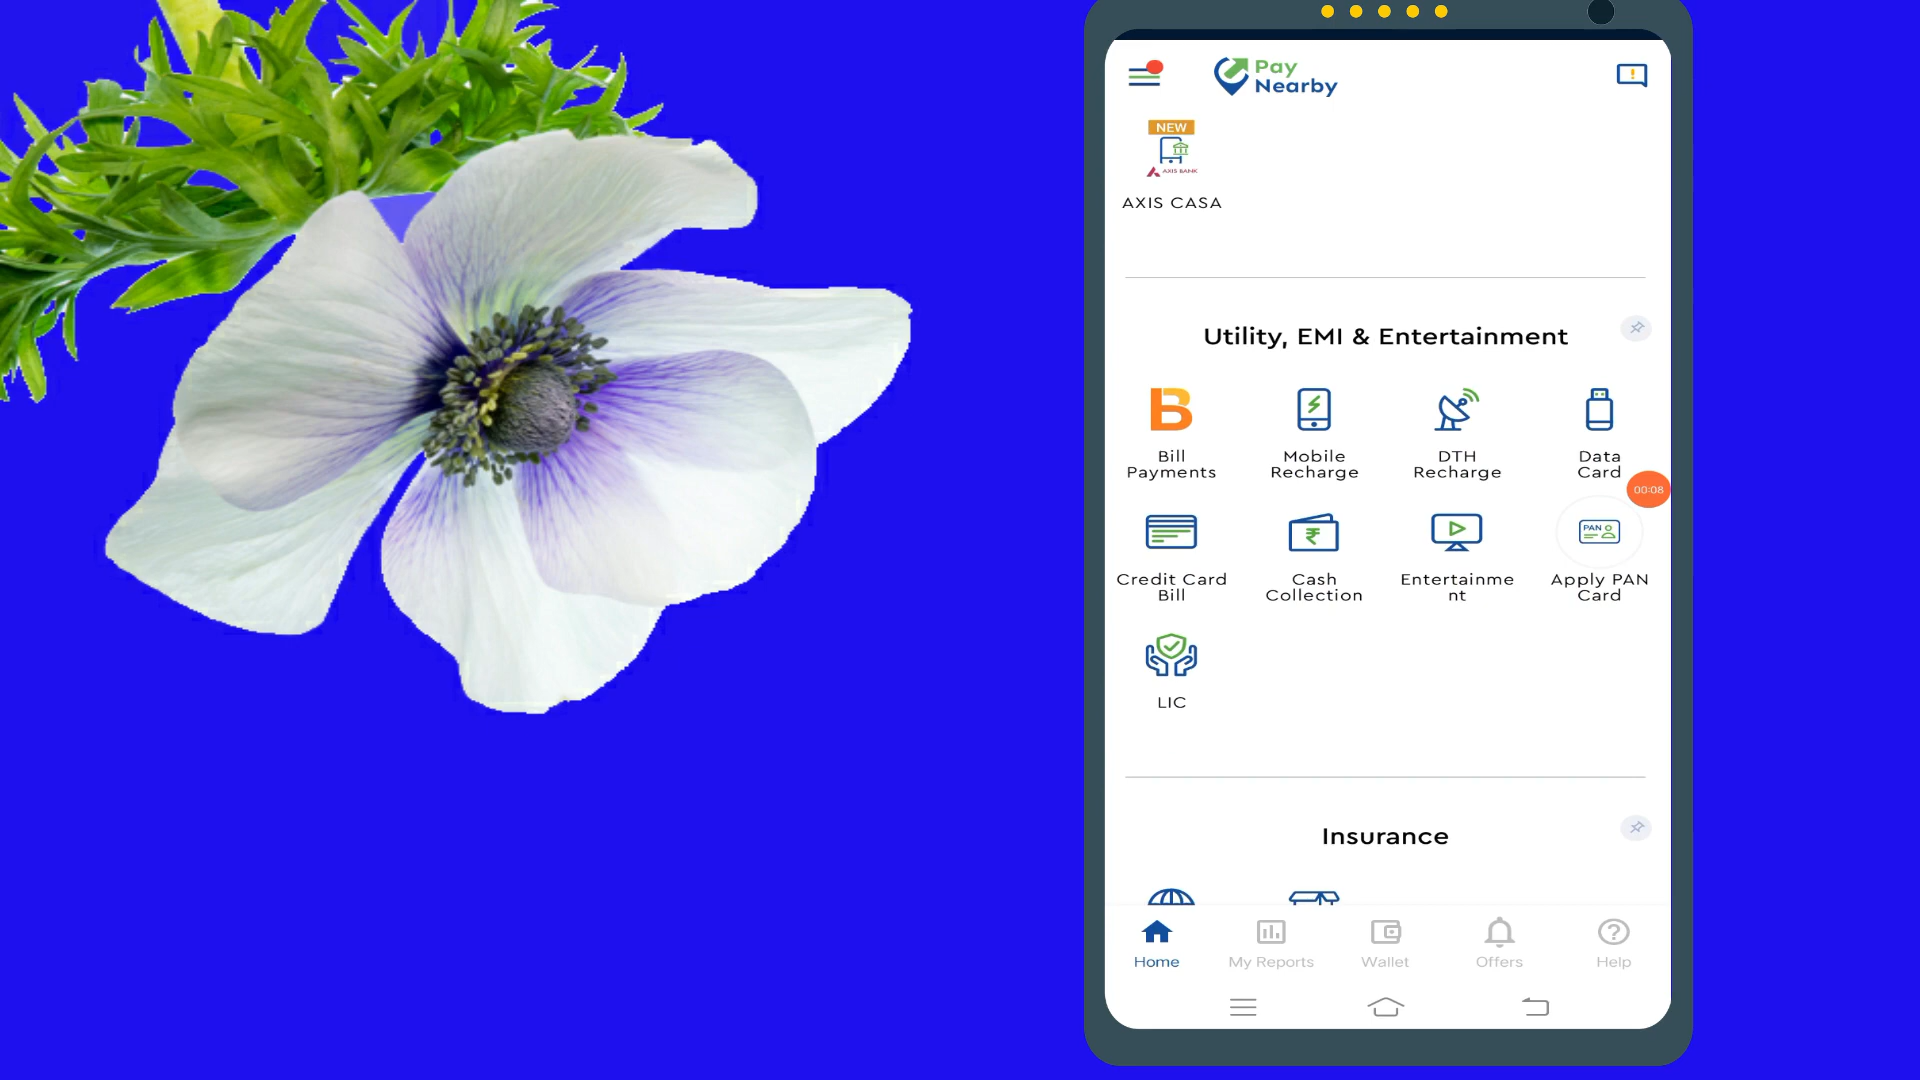 Pay
Nearby
NEW
AXIS BANK
AXIS CASA
Utility, EMI & Entertainment
Bill
Payments
Mobile
Recharge
DTH
Recharge
Data
Card
00:08
PAN
Credit Card
Bill
Cash
Collection
Entertainme
nt
Apply PAN
Card
LIC
Insurance
Home
My Reports
Wallet
Offers
Help